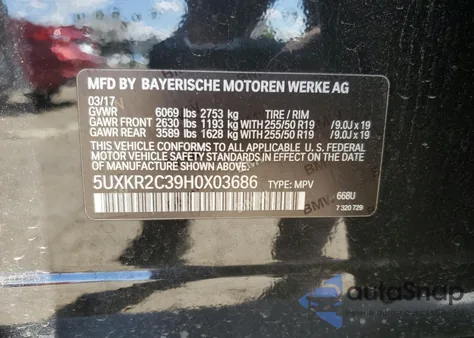 MFD BY BAYERISCHE MOTOREN WERKE AG
03/17
GVWR 6069 lbs 2753 kg TIRE / RIM
GAWR FRONT 2630 lbs 1193 kg WITH 255/50 R19 /9.0J x 19
GAWR REAR 3589 lbs 1628 kg WITH 255/50 R19 /9.0J x 19
THIS VEHICLE CONFORMS TO ALL APPLICABLE U.S. FEDERAL
MOTOR VEHICLE SAFETY STANDARDS IN EFFECT ON
THE DATE OF MANUFACTURE SHOWN ABOVE.
5UXKR2C39H0X03686 TYPE: MPV
668U
7 320 729
autoSnap